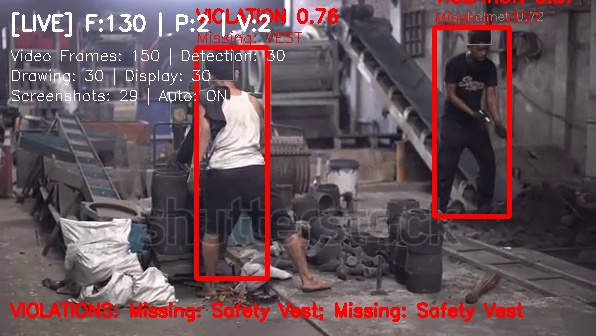 [LIVE] F:130 | P:2 V:2
VIOLATION 0.76
Missing: VEST
Helmet
Video Frames: 150 | Detection: 30
Drawing: 30 | Display: 30
Screenshots: 29 | Auto: ON
shutterstock
VIOLATIONS: Missing: Safety Vest; Missing: Safety Vest